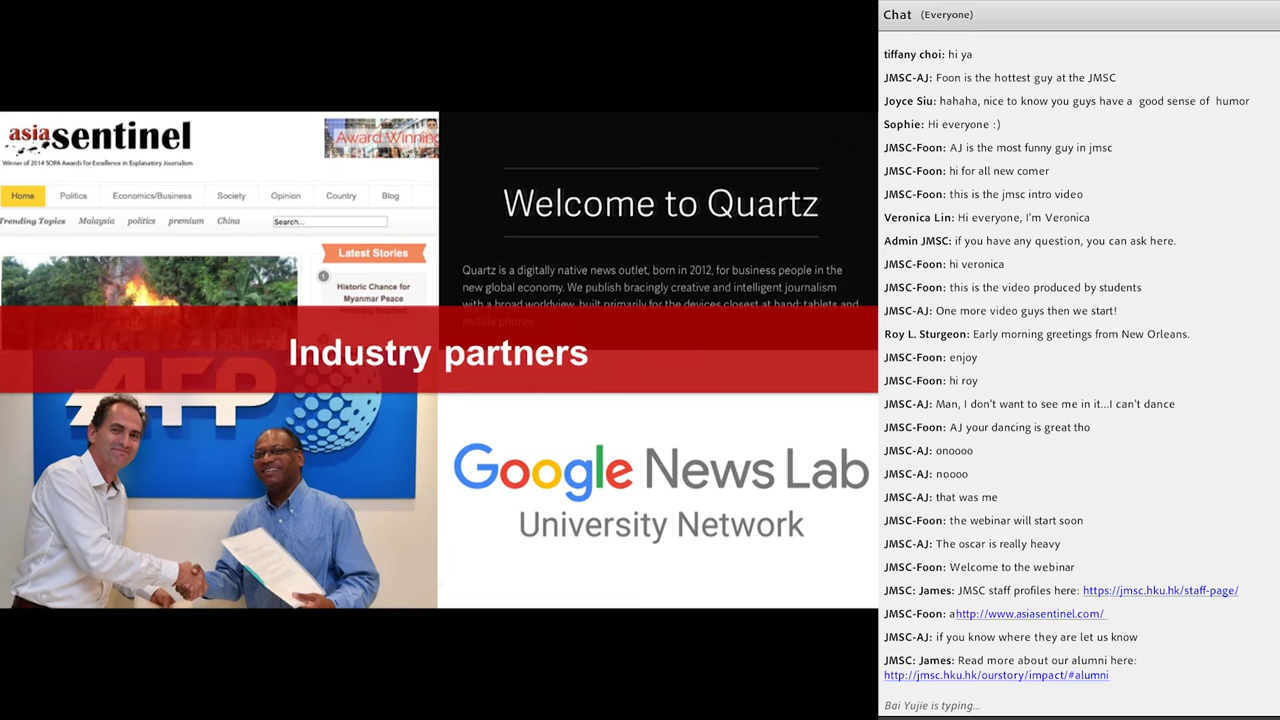 asiasentinel
Winner of 2014 SOPA Awards for Excellence in Explanatory Journalism
Award Winning
Home Politics Economics/Business Society Opinion Country Blog
Trending Topics Malaysia politics premium China Search...
Latest Stories
1
Historic Chance for
Myanmar Peace
Welcome to Quartz
Quartz is a digitally native news outlet, born in 2012, for business people in the
new global economy. We publish bracingly creative and intelligent journalism
with a broad worldview, built primarily for the devices closest at hand: tablets and
mobile phones.
Industry partners
AFP
Google News Lab
University Network
Chat (Everyone)
tiffany choi: hi ya
JMSC-AJ: Foon is the hottest guy at the JMSC
Joyce Siu: hahaha, nice to know you guys have a good sense of humor
Sophie: Hi everyone :)
JMSC-Foon: AJ is the most funny guy in jmsc
JMSC-Foon: hi for all new comer
JMSC-Foon: this is the jmsc intro video
Veronica Lin: Hi everyone, I'm Veronica
Admin JMSC: if you have any question, you can ask here.
JMSC-Foon: hi veronica
JMSC-Foon: this is the video produced by students
JMSC-AJ: One more video guys then we start!
Roy L. Sturgeon: Early morning greetings from New Orleans.
JMSC-Foon: enjoy
JMSC-Foon: hi roy
JMSC-AJ: Man, I don't want to see me in it...I can't dance
JMSC-Foon: AJ your dancing is great tho
JMSC-AJ: onoooo
JMSC-AJ: noooo
JMSC-AJ: that was me
JMSC-Foon: the webinar will start soon
JMSC-AJ: The oscar is really heavy
JMSC-Foon: Welcome to the webinar
JMSC: James: JMSC staff profiles here: https://jmsc.hku.hk/staff-page/
JMSC-Foon: ahttp://www.asiasentinel.com/
JMSC-AJ: if you know where they are let us know
JMSC: James: Read more about our alumni here:
http://jmsc.hku.hk/ourstory/impact/#alumni
Bai Yujie is typing...